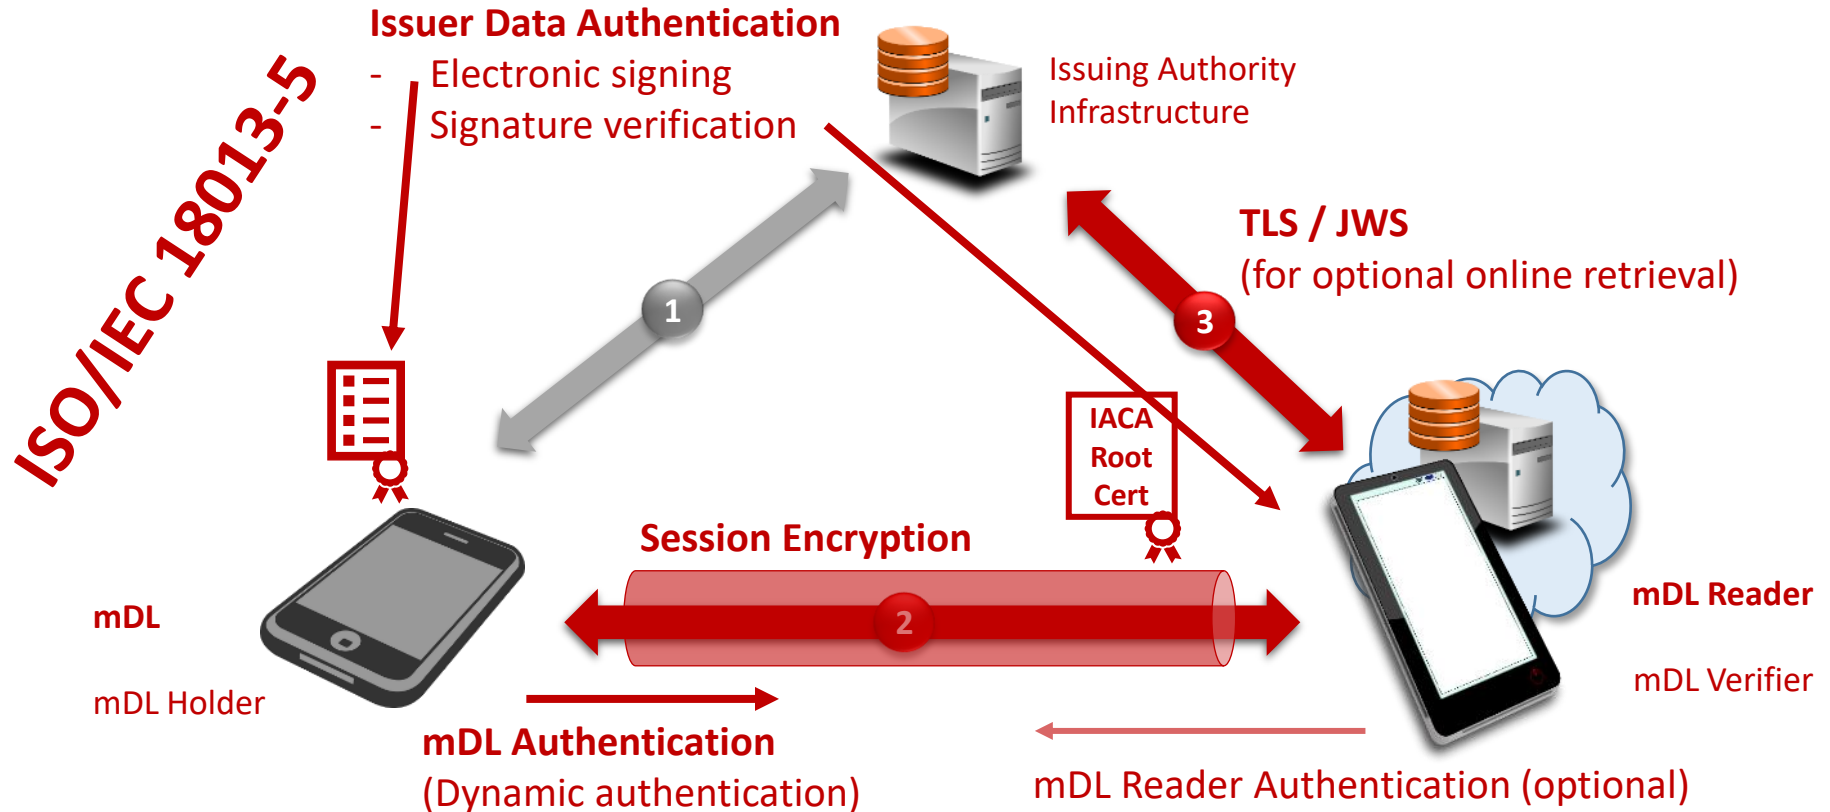 Issuer Data Authentication
- Electronic signing
- Signature verification
Issuing Authority
Infrastructure
ISO/IEC 18013-5
TLS / JWS
(for optional online retrieval)
1
3
IACA
Root
Cert
Session Encryption
2
mDL
mDL Holder
mDL Reader
mDL Verifier
mDL Authentication
(Dynamic authentication)
mDL Reader Authentication (optional)